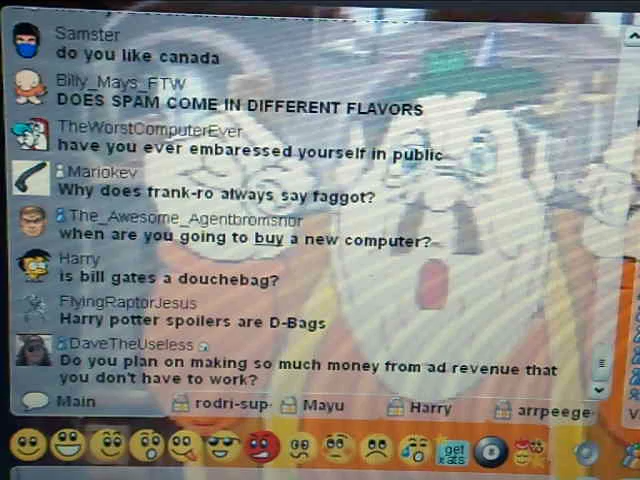 Samster
do you like canada
Billy_Mays_FTW
DOES SPAM COME IN DIFFERENT FLAVORS
TheWorstComputerEver
have you ever embaressed yourself in public
Mariokev
Why does frank-ro always say faggot?
The_Awesome_Agentbromsnor
when are you going to buy a new computer?
Harry
is bill gates a douchebag?
FlyingRaptorJesus
Harry potter spoilers are D-Bags
DaveTheUseless
Do you plan on making so much money from ad revenue that
you don't have to work?
Main rodri-sup- Mayu Harry arrpeege-
get
xats
8